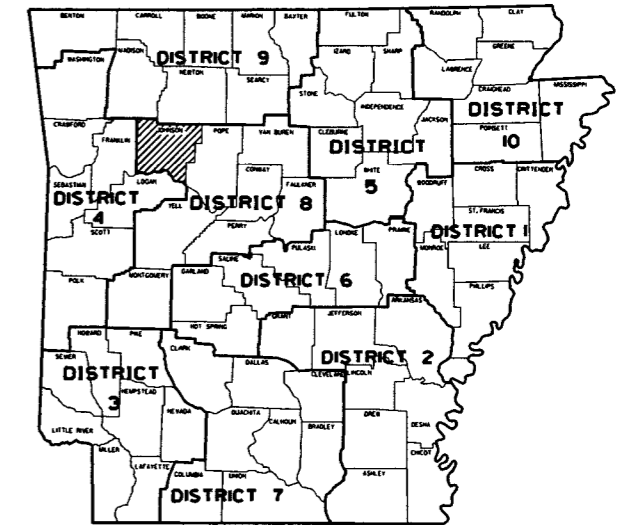 BENTON CARROLL BOONE MARION BAXTER FULTON RANDOLPH CLAY
MADISON IZARD SHARP GREENE
WASHINGTON DISTRICT 9 LAWRENCE
NEWTON SEARCY STONE CRAIGHEAD MISSISSIPPI
INDEPENDENCE DISTRICT
CRAWFORD JOHNSON POPE VAN BUREN CLEBURNE JACKSON POINSETT 10
FRANKLIN DISTRICT
CONWAY WHITE CROSS CRITTENDEN
SEBASTIAN LOGAN FAULKNER 5 WOODRUFF
DISTRICT YELL DISTRICT 8 ST. FRANCIS
4 PERRY DISTRICT 1
SCOTT PULASKI LONOKE PRAIRIE MONROE LEE
SALINE
POLK MONTGOMERY GARLAND DISTRICT 6 PHILLIPS
ARKANSAS
HOT SPRING GRANT JEFFERSON
HOWARD PIKE
SEVIER CLARK DALLAS DISTRICT 2
DISTRICT CLEVELAND LINCOLN
3 HEMPSTEAD
NEVADA OUACHITA CALHOUN BRADLEY DREW DESHA
LITTLE RIVER
MILLER CHICOT
LAFAYETTE COLUMBIA UNION ASHLEY
DISTRICT 7